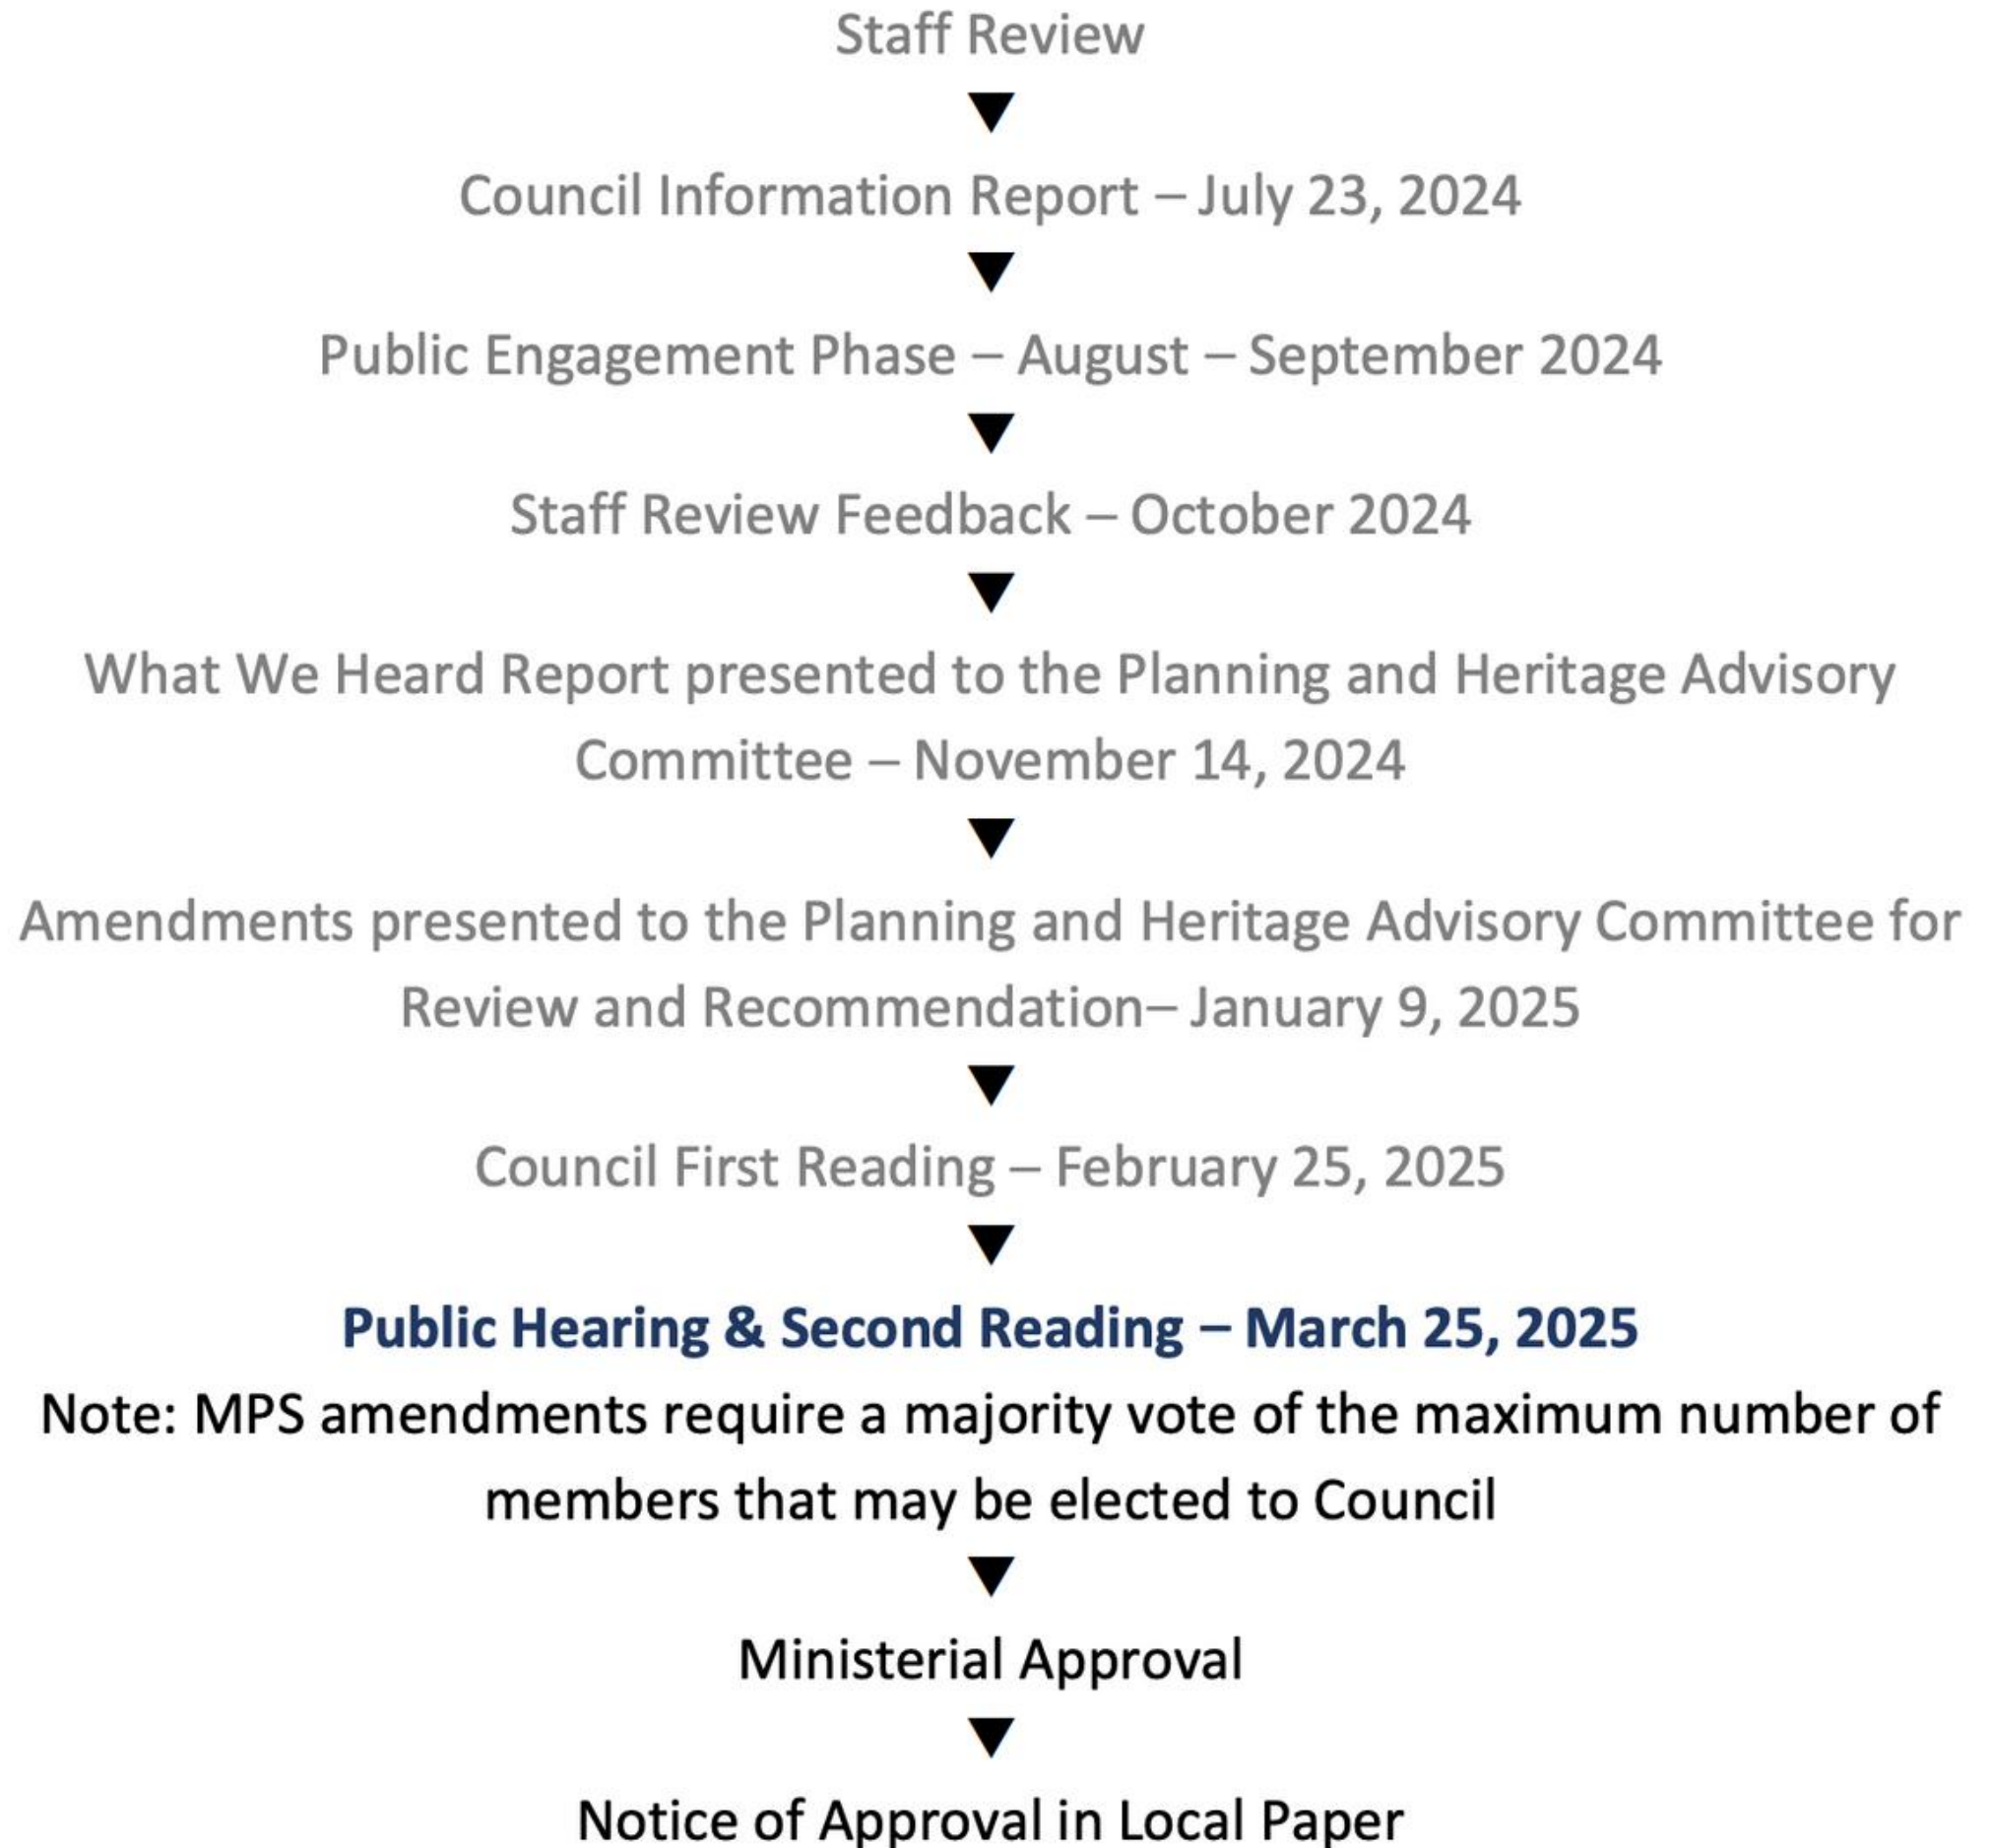 Staff Review
Council Information Report – July 23, 2024
Public Engagement Phase – August – September 2024
Staff Review Feedback – October 2024
What We Heard Report presented to the Planning and Heritage Advisory
Committee – November 14, 2024
Amendments presented to the Planning and Heritage Advisory Committee for
Review and Recommendation– January 9, 2025
Council First Reading – February 25, 2025
Public Hearing & Second Reading – March 25, 2025
Note: MPS amendments require a majority vote of the maximum number of
members that may be elected to Council
Ministerial Approval
Notice of Approval in Local Paper